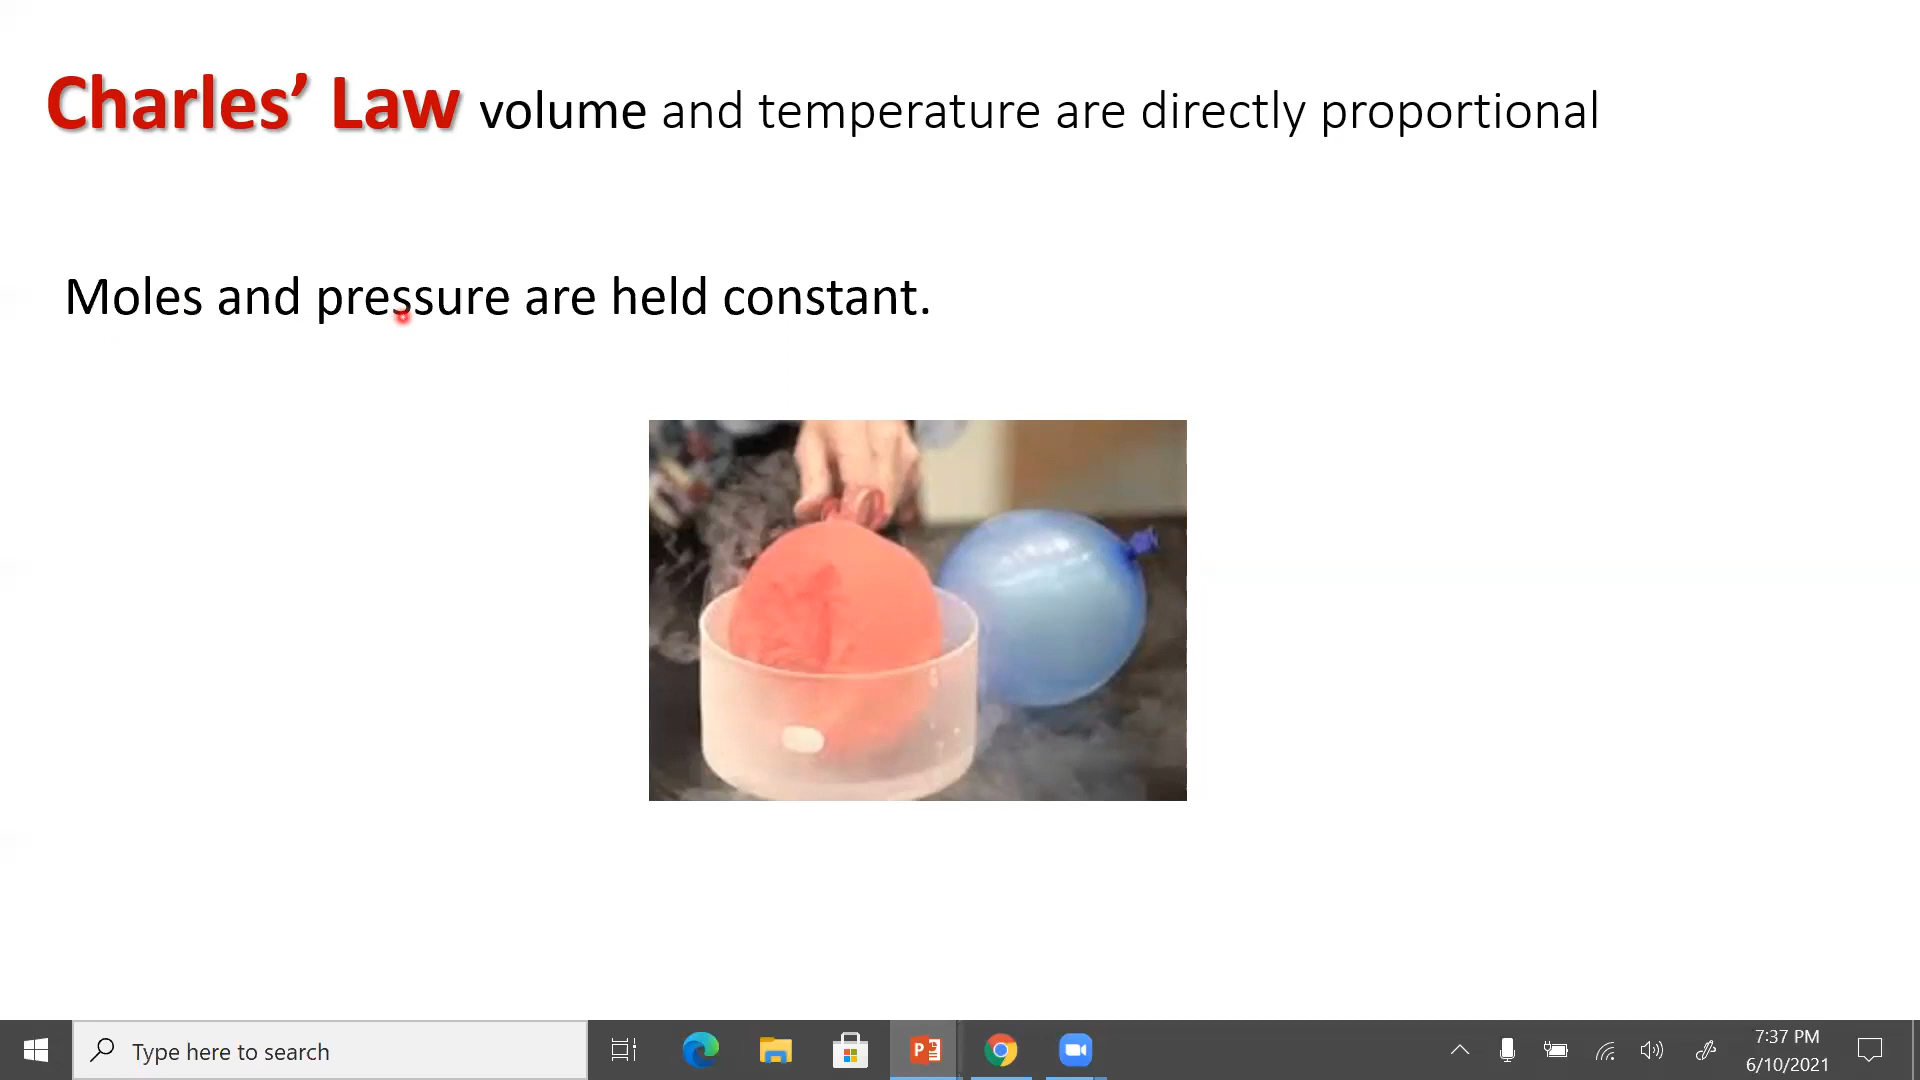 Charles’ Law volume and temperature are directly proportional
Moles and pressure are held constant.
Type here to search
7:37 PM
6/10/2021